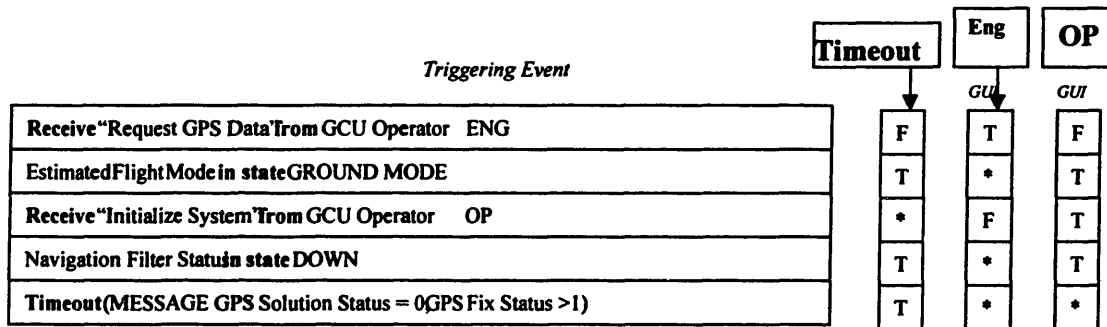 Timeout
Eng
OP
Triggering Event
GUI
GUI
Receive“Request GPS Data”from GCU Operator ENG F T F
EstimatedFlightMode in state GROUND MODE T * T
Receive“Initialize System”from GCU Operator OP * F T
Navigation Filter Statusin state DOWN T * T
Timeout(MESSAGE GPS Solution Status = 0,GPS Fix Status >1) T * *